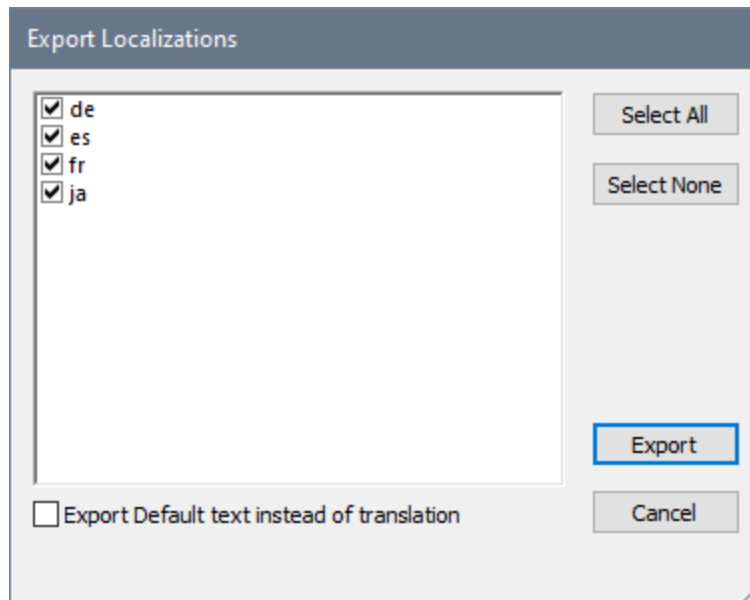 Export Localizations
de
es
fr
ja
Select All
Select None
Export
Export Default text instead of translation
Cancel